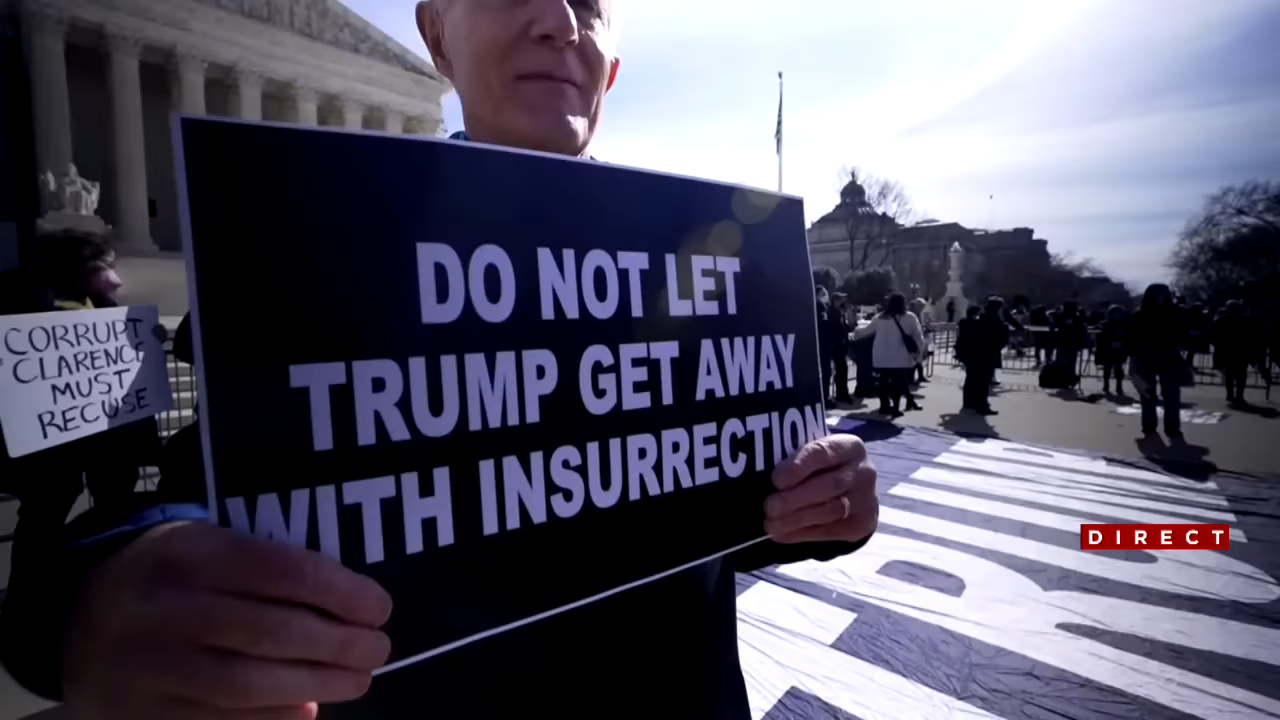 DO NOT LET
TRUMP GET AWAY
WITH INSURRECTION
CORRUPT
CLARENCE
MUST
RECUSE
DIRECT